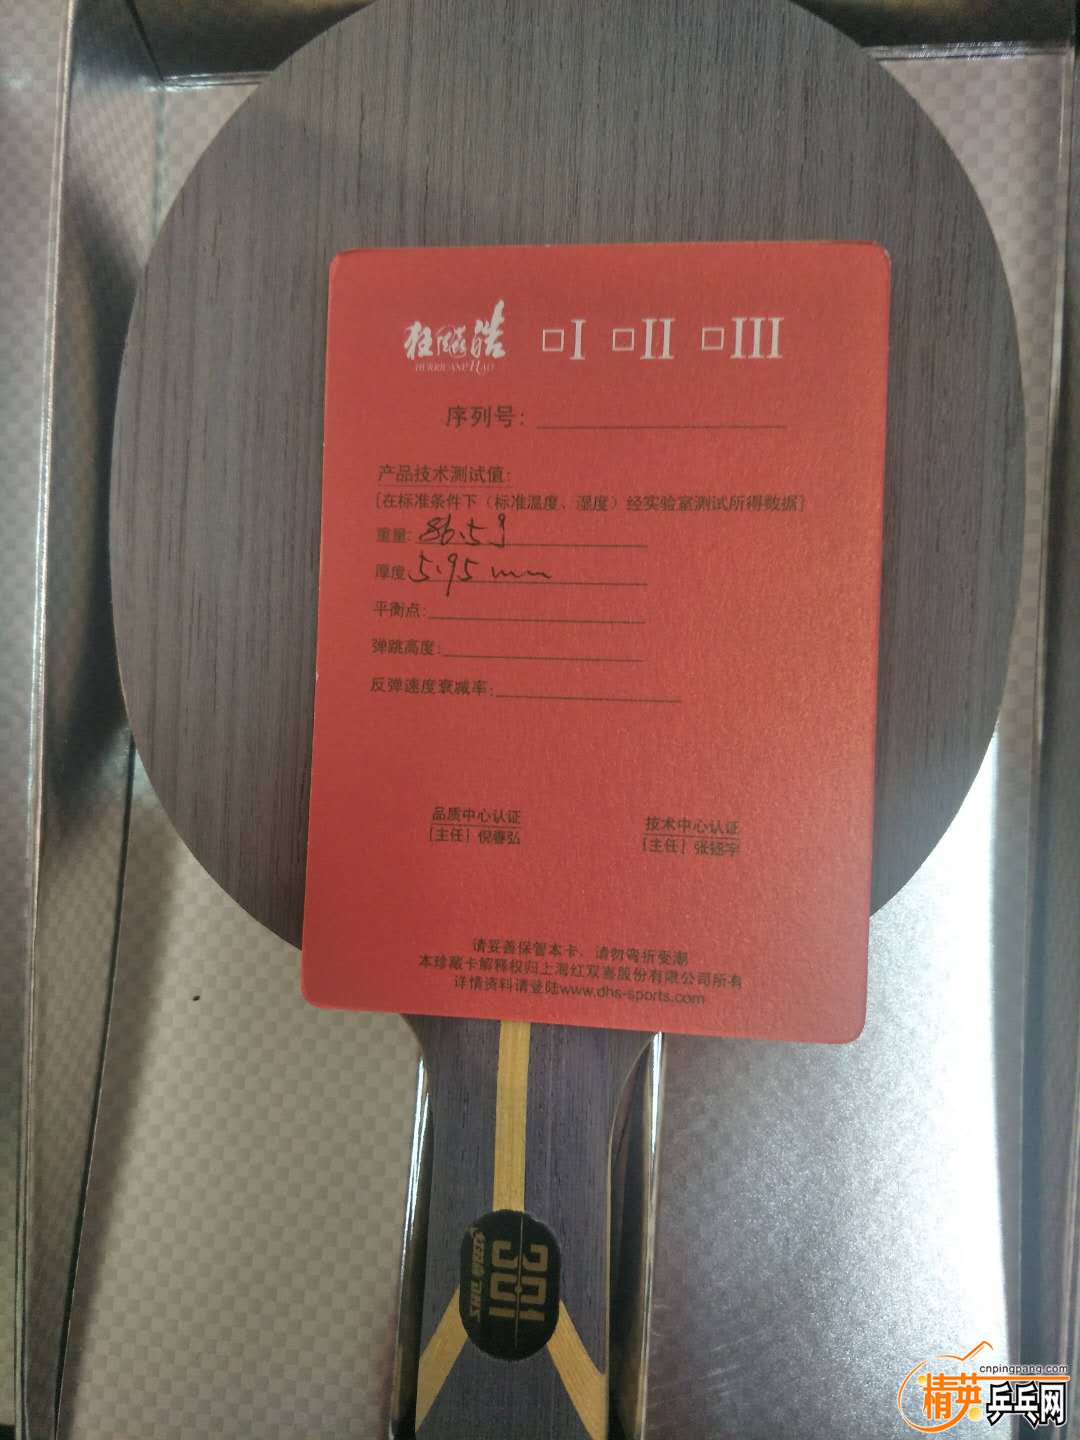 狂飚皓 □I □II □III
HURRICANE HAO
序列号:
产品技术测试值:
[在标准条件下（标准温度、湿度）经实验室测试所得数据]
重量: 86.5g
厚度: 5.95mm
平衡点:
弹跳高度:
反弹速度衰减率:
品质中心认证
[主任] 倪春弘
技术中心认证
[主任] 张翃宇
请妥善保管本卡、请勿弯折变潮
本珍藏卡解释权归上海红双喜股份有限公司所有
详情资料请登陆www.dhs-sports.com
301
红双喜 DHS
cnpingpang.com
精英乒乓网